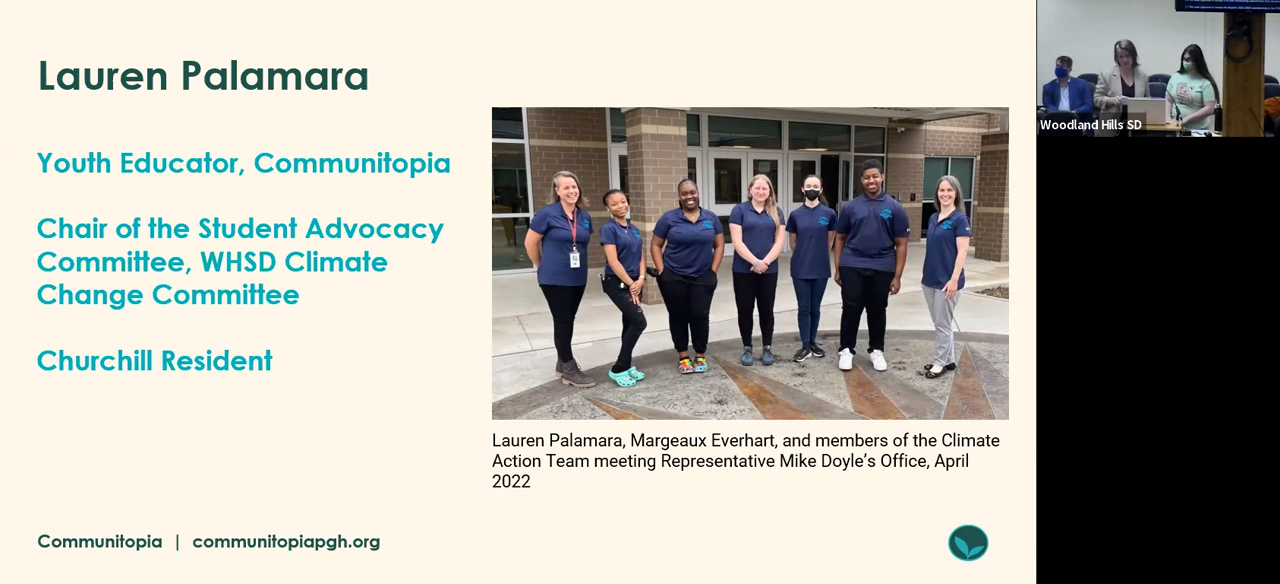 Lauren Palamara
Youth Educator, Communitopia
Chair of the Student Advocacy
Committee, WHSD Climate
Change Committee
Churchill Resident
Lauren Palamara, Margeaux Everhart, and members of the Climate
Action Team meeting Representative Mike Doyle’s Office, April
2022
Communitopia | communitopiapgh.org
Woodland Hills SD